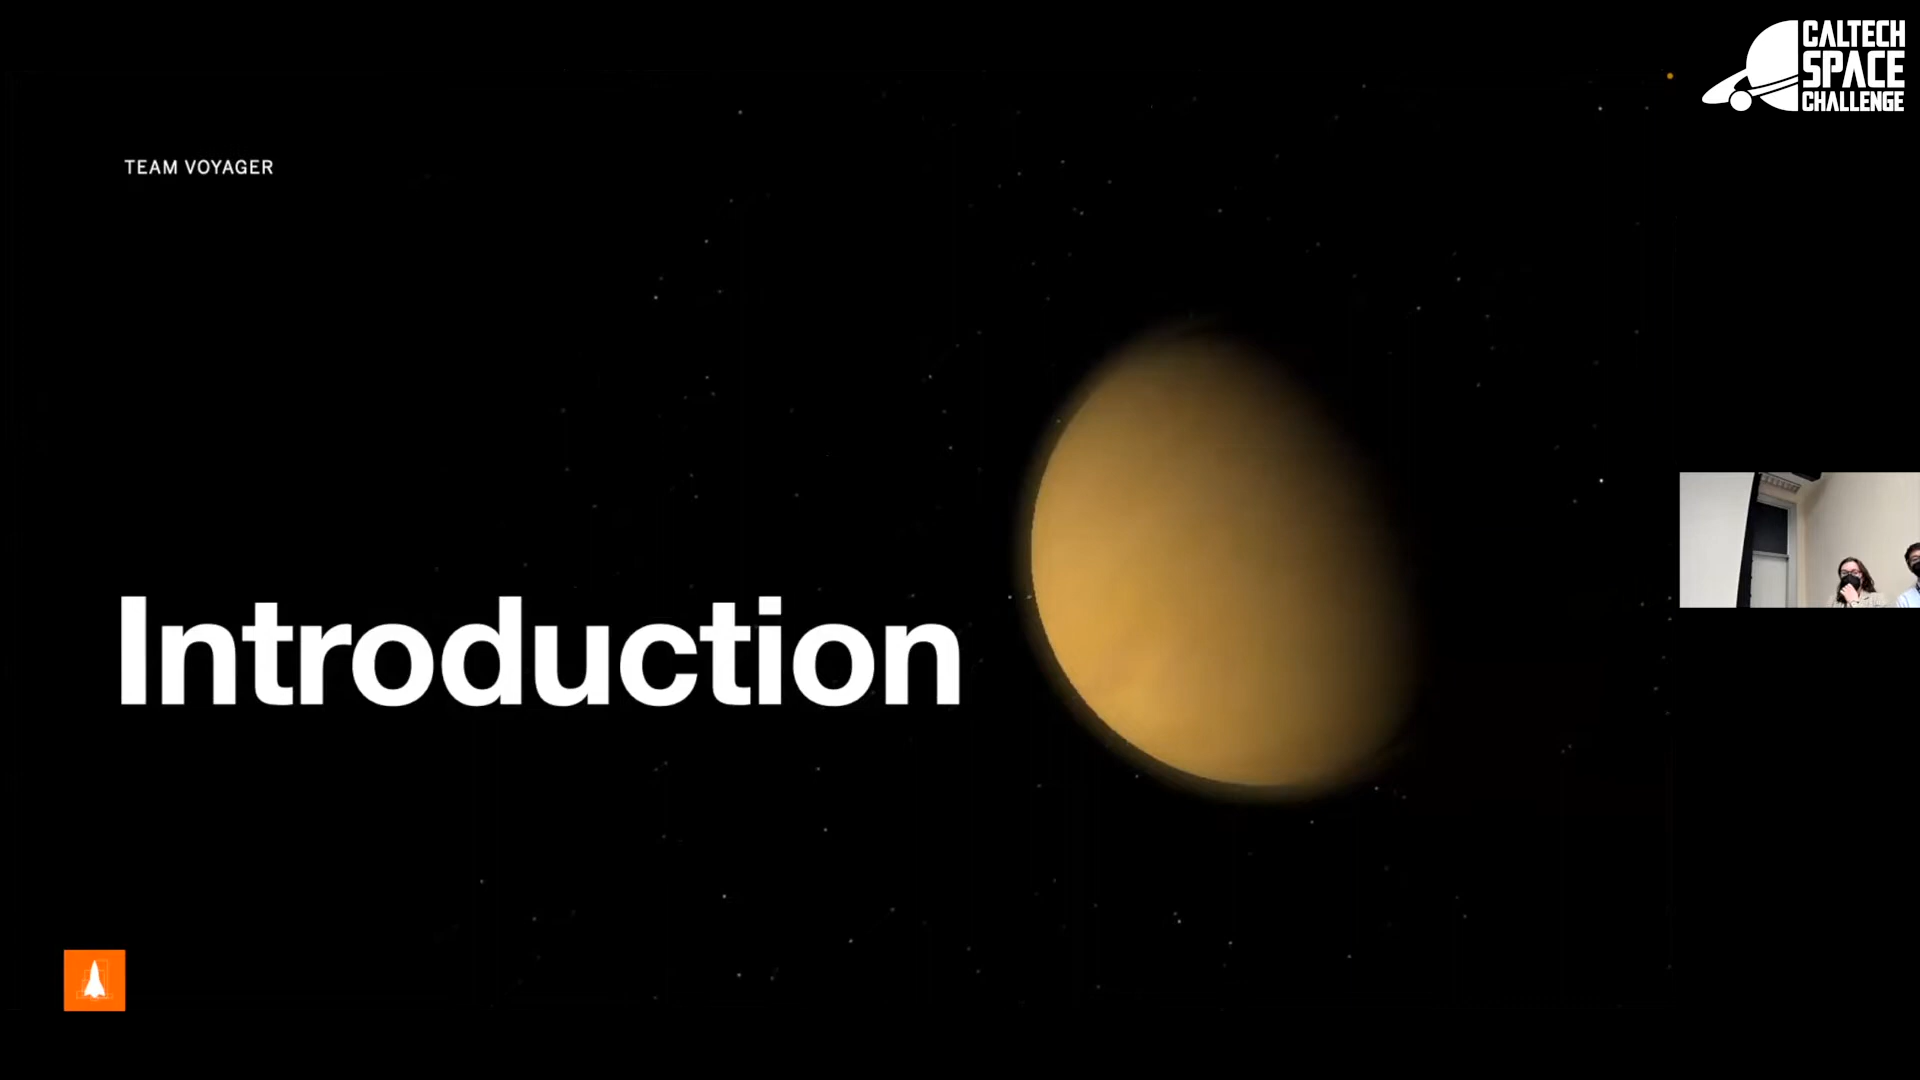 CALTECH
SPACE
CHALLENGE
TEAM VOYAGER
Introduction